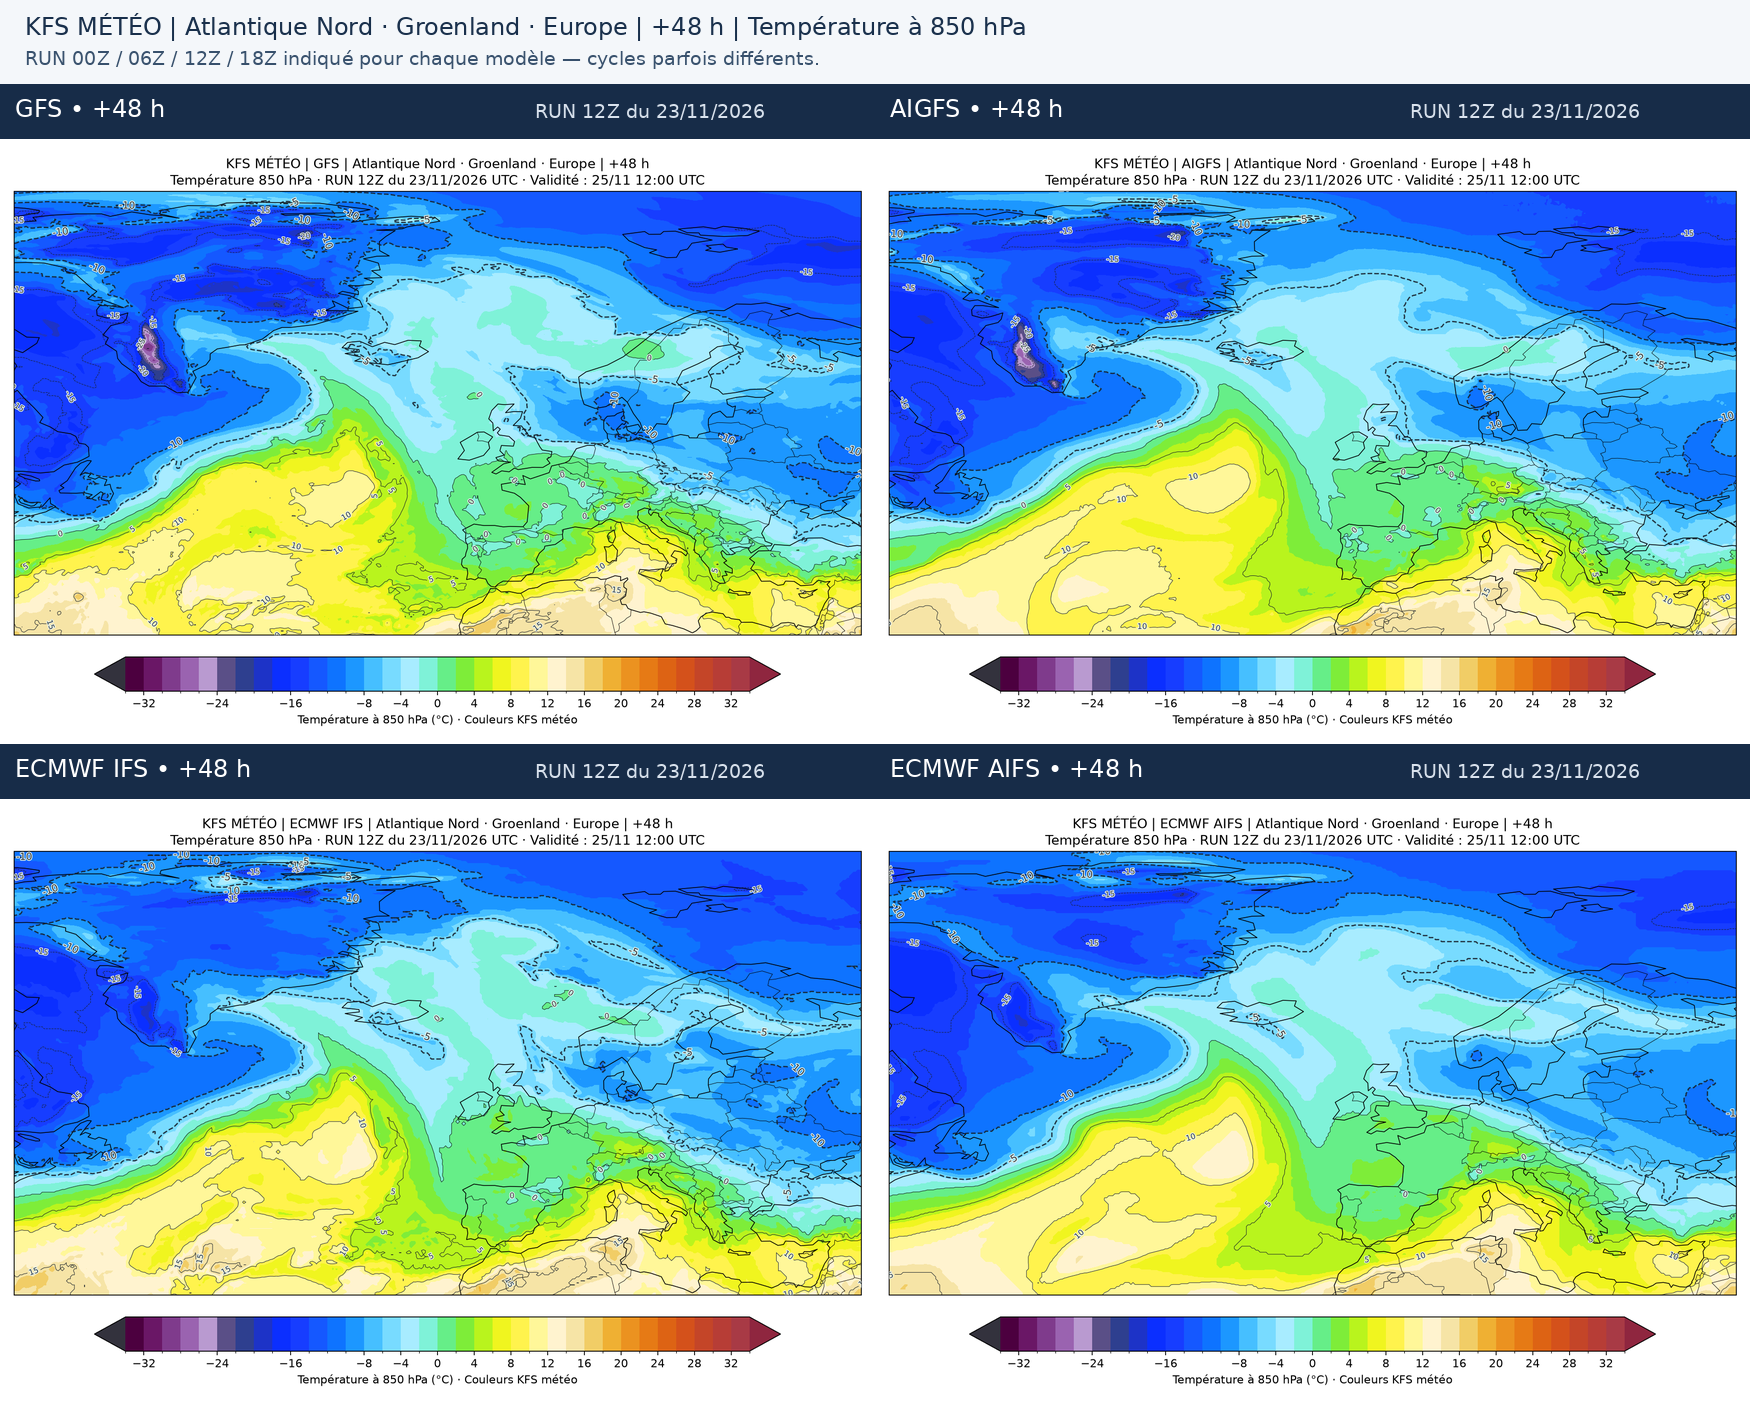 KFS MÉTÉO | Atlantique Nord · Groenland · Europe | +48 h | Température à 850 hPa
RUN 00Z / 06Z / 12Z / 18Z indiqué pour chaque modèle — cycles parfois différents.
GFS • +48 h
RUN 12Z du 23/11/2026
AIGFS • +48 h
RUN 12Z du 23/11/2026
KFS MÉTÉO | GFS | Atlantique Nord · Groenland · Europe | +48 h
Température 850 hPa · RUN 12Z du 23/11/2026 UTC · Validité : 25/11 12:00 UTC
KFS MÉTÉO | AIGFS | Atlantique Nord · Groenland · Europe | +48 h
Température 850 hPa · RUN 12Z du 23/11/2026 UTC · Validité : 25/11 12:00 UTC
−32 −24 −16 −8 −4 0 4 8 12 16 20 24 28 32
Température à 850 hPa (°C) · Couleurs KFS météo
−32 −24 −16 −8 −4 0 4 8 12 16 20 24 28 32
Température à 850 hPa (°C) · Couleurs KFS météo
ECMWF IFS • +48 h
RUN 12Z du 23/11/2026
ECMWF AIFS • +48 h
RUN 12Z du 23/11/2026
KFS MÉTÉO | ECMWF IFS | Atlantique Nord · Groenland · Europe | +48 h
Température 850 hPa · RUN 12Z du 23/11/2026 UTC · Validité : 25/11 12:00 UTC
KFS MÉTÉO | ECMWF AIFS | Atlantique Nord · Groenland · Europe | +48 h
Température 850 hPa · RUN 12Z du 23/11/2026 UTC · Validité : 25/11 12:00 UTC
−32 −24 −16 −8 −4 0 4 8 12 16 20 24 28 32
Température à 850 hPa (°C) · Couleurs KFS météo
−32 −24 −16 −8 −4 0 4 8 12 16 20 24 28 32
Température à 850 hPa (°C) · Couleurs KFS météo